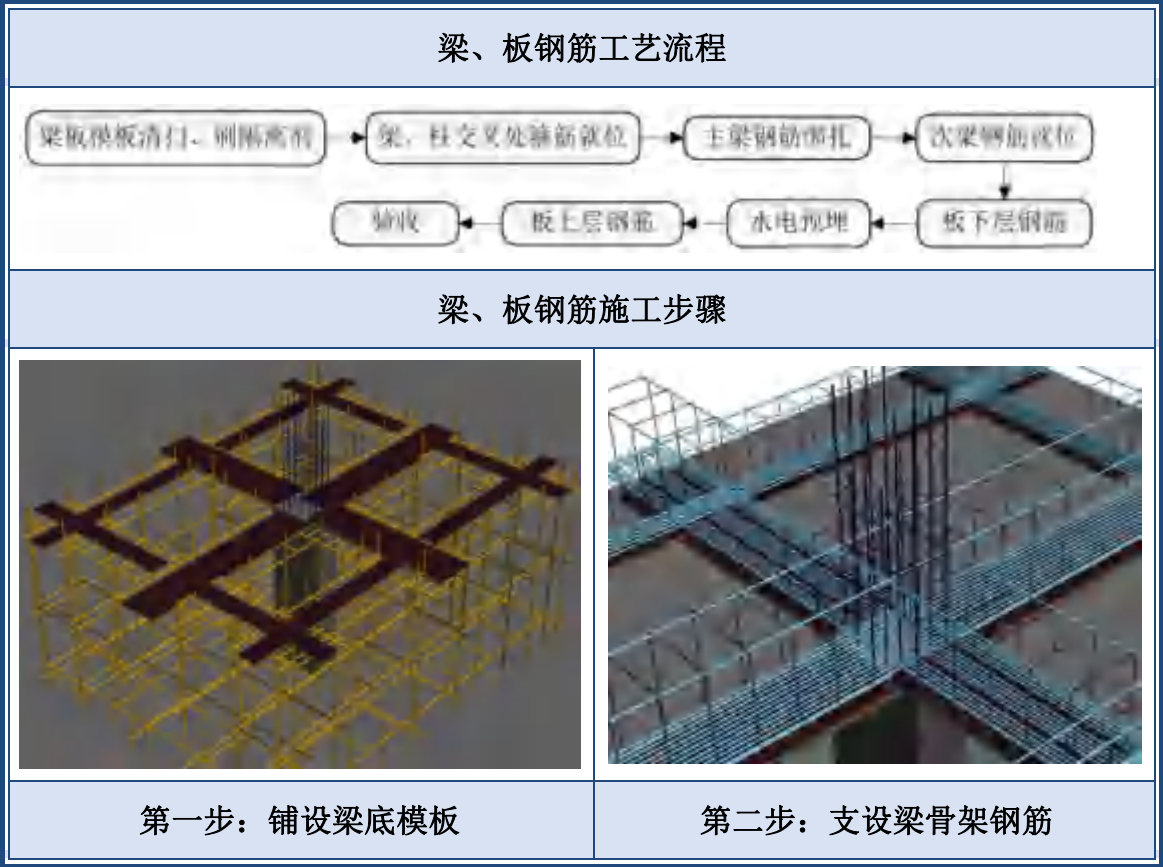 梁、板钢筋工艺流程
梁板模板清扫、刷隔离剂
梁、柱交叉处箍筋就位
主梁钢筋绑扎
次梁钢筋就位
板下层钢筋
水电预埋
板上层钢筋
验收
梁、板钢筋施工步骤
第一步：铺设梁底模板
第二步：支设梁骨架钢筋